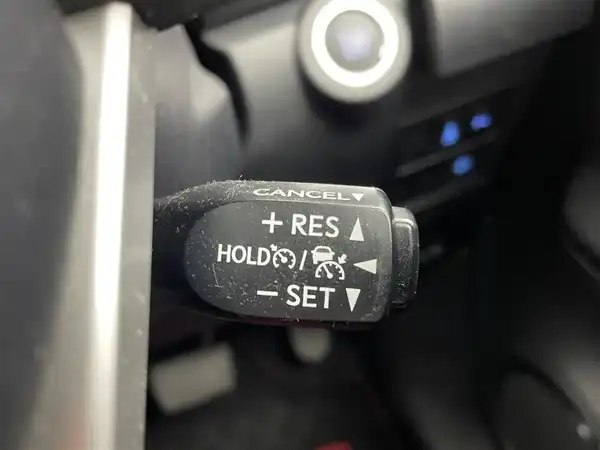 CANCEL▼
+ RES ▲
HOLD / ◀
− SET ▼